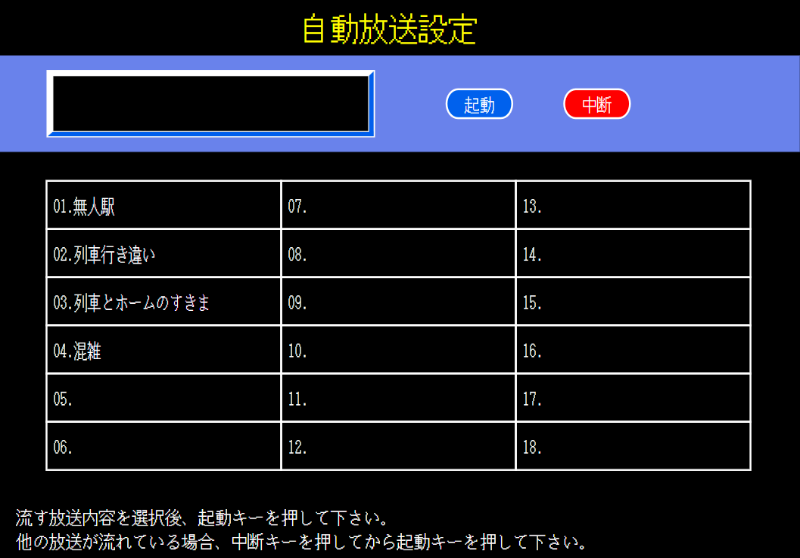 自動放送設定
起動
中断
01.無人駅
07.
13.
02.列車行き違い
08.
14.
03.列車とホームのすきま
09.
15.
04.混雑
10.
16.
05.
11.
17.
06.
12.
18.
流す放送内容を選択後、起動キーを押して下さい。
他の放送が流れている場合、中断キーを押してから起動キーを押して下さい。